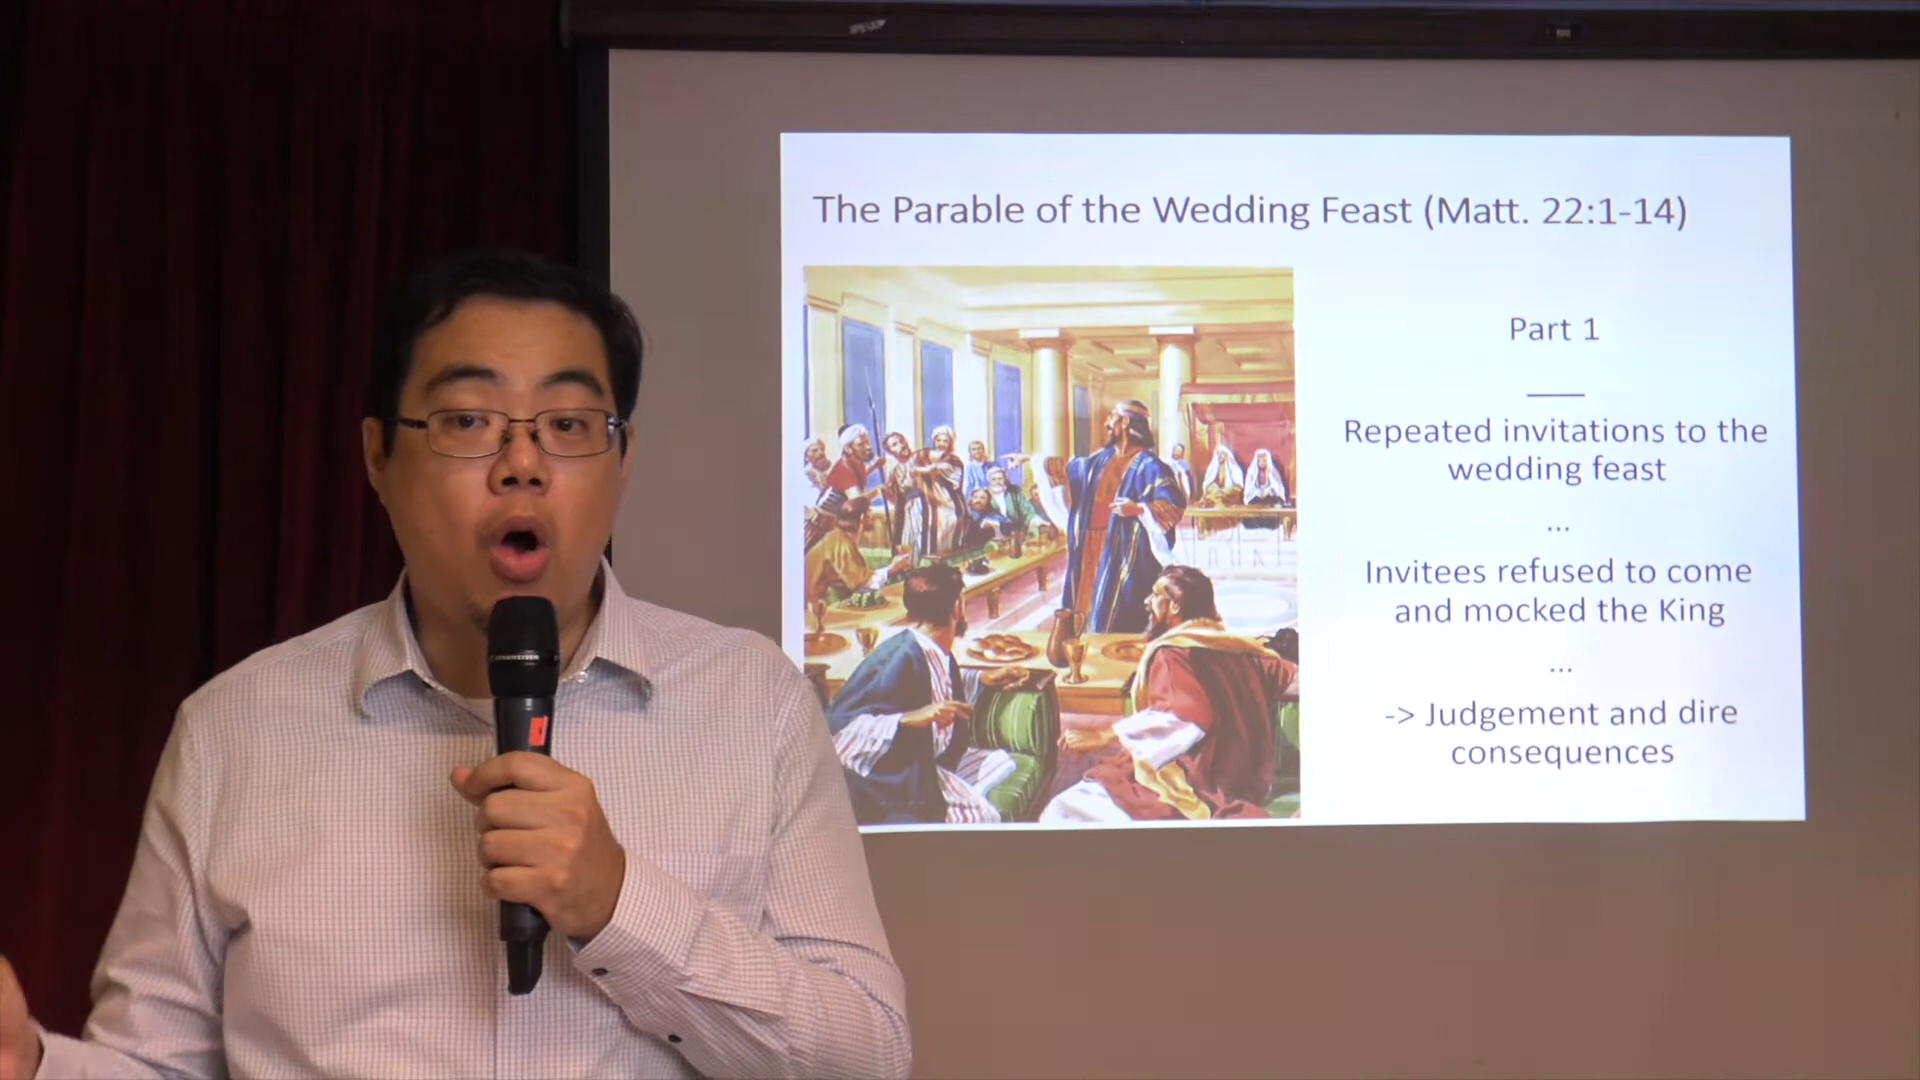 The Parable of the Wedding Feast (Matt. 22:1-14)
Part 1
Repeated invitations to the
wedding feast
...
Invitees refused to come
and mocked the King
...
-> Judgement and dire
consequences